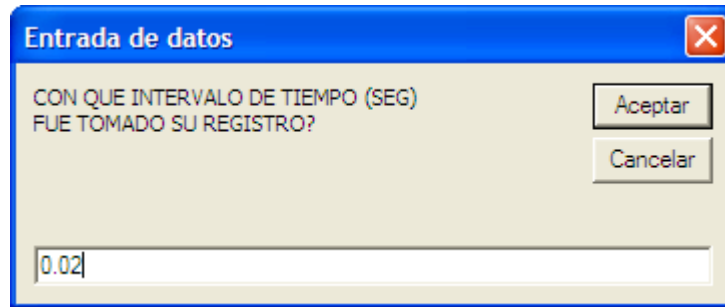 Entrada de datos
CON QUE INTERVALO DE TIEMPO (SEG)
FUE TOMADO SU REGISTRO?
Aceptar
Cancelar
0.02